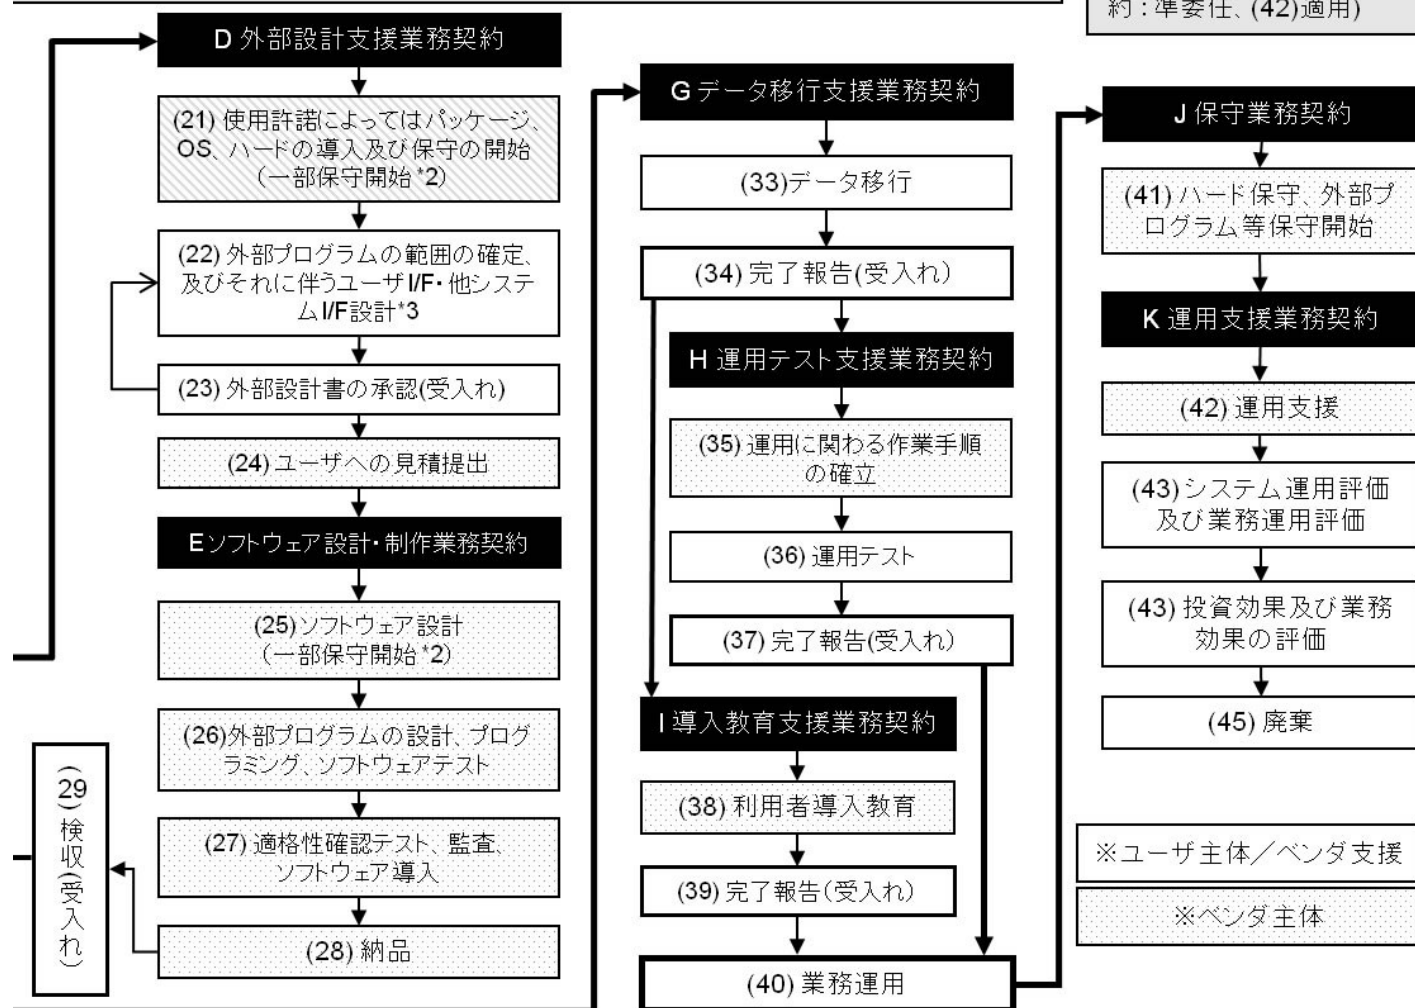 約：準委任、(42)適用)
D 外部設計支援業務契約
(21) 使用許諾によってはパッケージ、
OS、ハードの導入及び保守の開始
（一部保守開始*2）
(22) 外部プログラムの範囲の確定、
及びそれに伴うユーザI/F・他システ
ムI/F設計*3
(23) 外部設計書の承認(受入れ)
(24) ユーザへの見積提出
Eソフトウェア設計・制作業務契約
(25)ソフトウェア設計
（一部保守開始*2）
(26)外部プログラムの設計、プログ
ラミング、ソフトウェアテスト
(27) 適格性確認テスト、監査、
ソフトウェア導入
(28) 納品
(29)検収(受入れ)
G データ移行支援業務契約
(33)データ移行
(34) 完了報告(受入れ）
H 運用テスト支援業務契約
(35) 運用に関わる作業手順
の確立
(36) 運用テスト
(37) 完了報告(受入れ）
I 導入教育支援業務契約
(38) 利用者導入教育
(39) 完了報告（受入れ）
(40) 業務運用
J 保守業務契約
(41) ハード保守、外部プ
ログラム等保守開始
K 運用支援業務契約
(42) 運用支援
(43)システム運用評価
及び業務運用評価
(43) 投資効果及び業務
効果の評価
(45) 廃棄
※ユーザ主体／ベンダ支援
※ベンダ主体